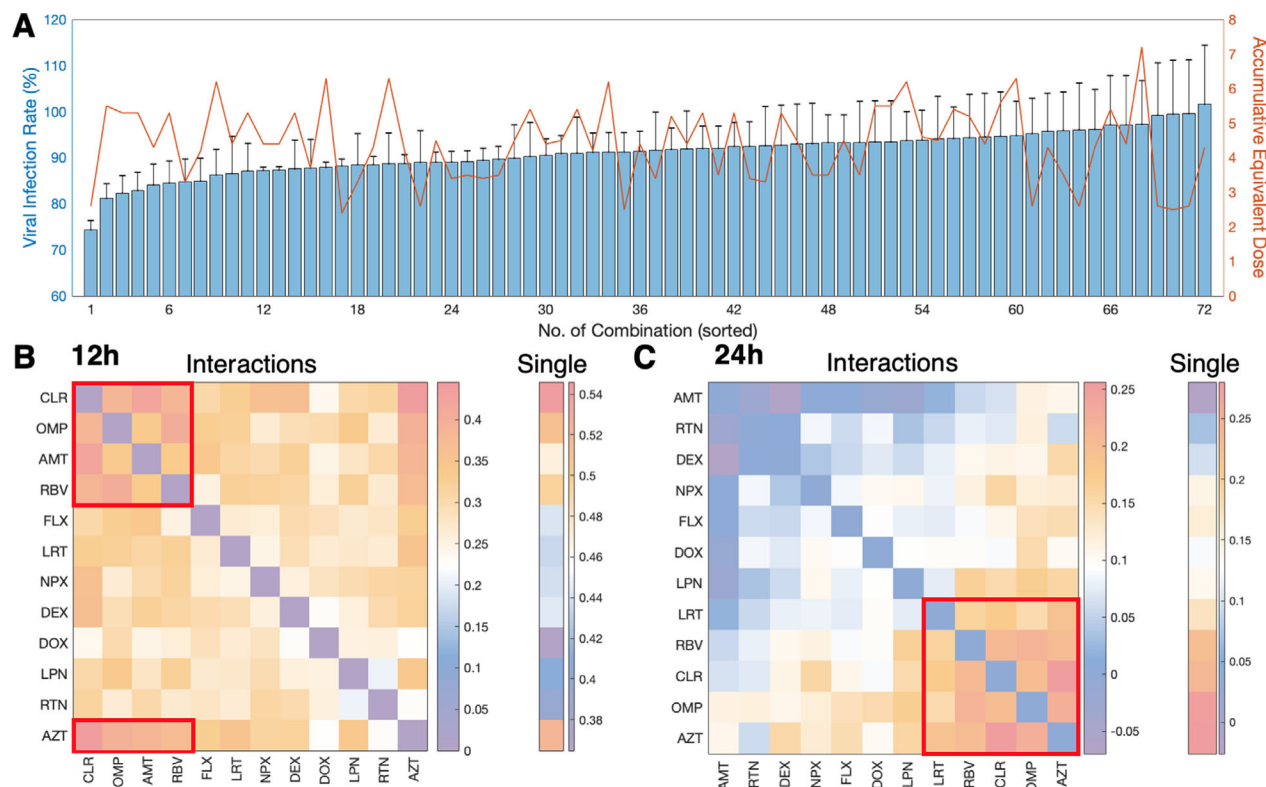 A
Viral Infection Rate (%)
120
110
100
90
80
70
60
8
7
6
5
4
3
2
1
0
Accumulative Equivalent Dose
1 6 12 18 24 30 36 42 48 54 60 66 72
No. of Combination (sorted)
B 12h Interactions Single
CLR
OMP
AMT
RBV
FLX
LRT
NPX
DEX
DOX
LPN
RTN
AZT
CLR OMP AMT RBV FLX LRT NPX DEX DOX LPN RTN AZT
0.4
0.35
0.3
0.25
0.2
0.15
0.1
0.05
0
0.54
0.52
0.5
0.48
0.46
0.44
0.42
0.4
0.38
C 24h Interactions Single
AMT
RTN
DEX
NPX
FLX
DOX
LPN
LRT
RBV
CLR
OMP
AZT
AMT RTN DEX NPX FLX DOX LPN LRT RBV CLR OMP AZT
0.25
0.2
0.15
0.1
0.05
0
-0.05
0.25
0.2
0.15
0.1
0.05
0